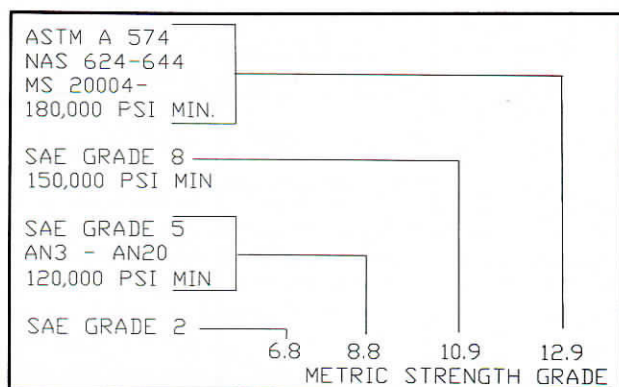 ASTM A 574
NAS 624-644
MS 20004-
180,000 PSI MIN.
SAE GRADE 8
150,000 PSI MIN
SAE GRADE 5
AN3 - AN20
120,000 PSI MIN
SAE GRADE 2
6.8 8.8 10.9 12.9
METRIC STRENGTH GRADE